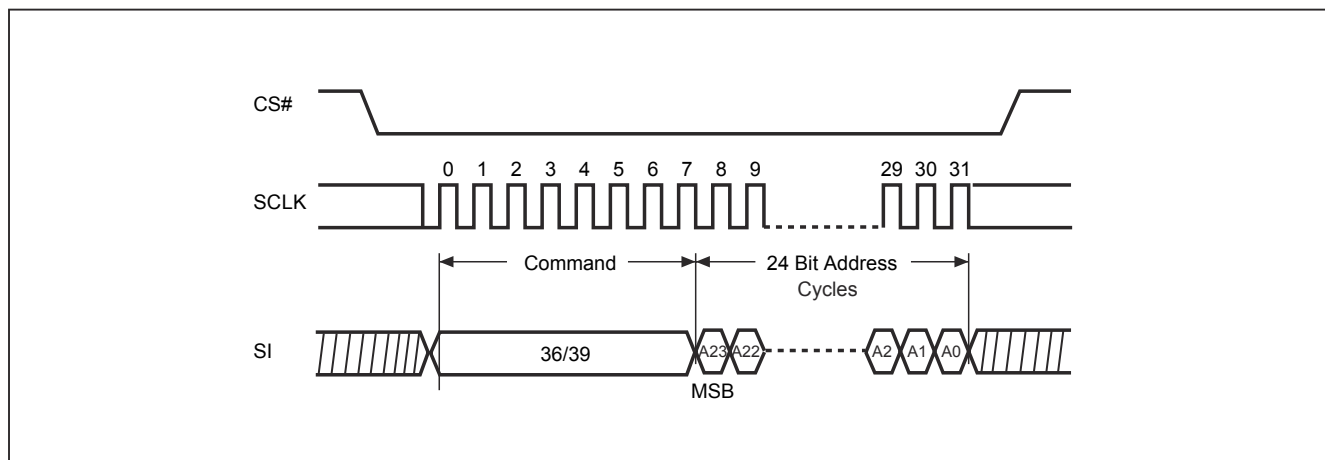 CS#
0 1 2 3 4 5 6 7 8 9 29 30 31
SCLK
Command
24 Bit Address
Cycles
SI
36/39
A23 A22 A2 A1 A0
MSB